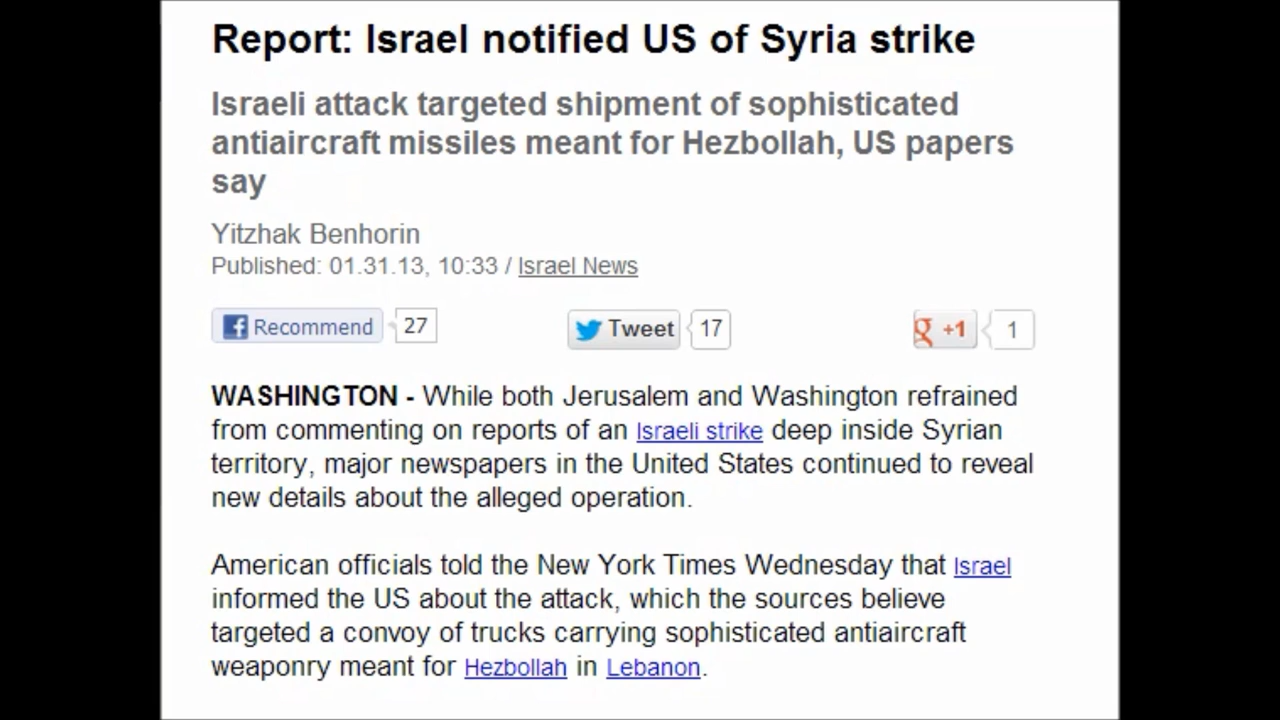 Report: Israel notified US of Syria strike
Israeli attack targeted shipment of sophisticated
antiaircraft missiles meant for Hezbollah, US papers
say
Yitzhak Benhorin
Published: 01.31.13, 10:33 / Israel News
Recommend 27 Tweet 17 +1 1
WASHINGTON - While both Jerusalem and Washington refrained
from commenting on reports of an Israeli strike deep inside Syrian
territory, major newspapers in the United States continued to reveal
new details about the alleged operation.
American officials told the New York Times Wednesday that Israel
informed the US about the attack, which the sources believe
targeted a convoy of trucks carrying sophisticated antiaircraft
weaponry meant for Hezbollah in Lebanon.